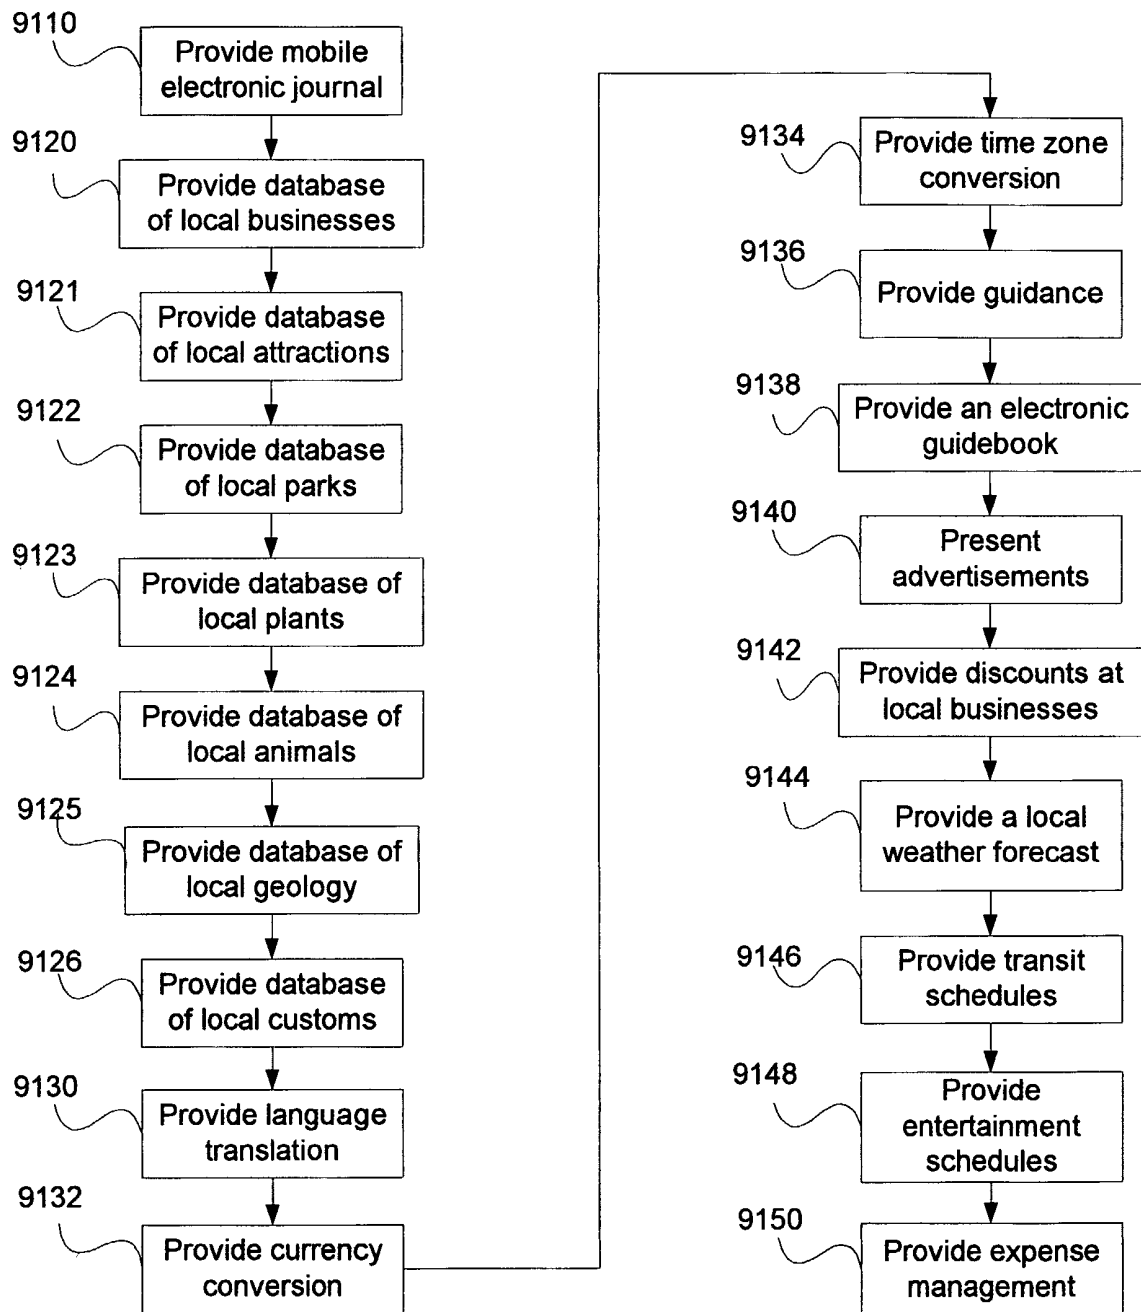 9110
Provide mobile
electronic journal
9120
Provide database
of local businesses
9121
Provide database
of local attractions
9122
Provide database
of local parks
9123
Provide database of
local plants
9124
Provide database of
local animals
9125
Provide database of
local geology
9126
Provide database
of local customs
9130
Provide language
translation
9132
Provide currency
conversion
9134
Provide time zone
conversion
9136
Provide guidance
9138
Provide an electronic
guidebook
9140
Present
advertisements
9142
Provide discounts at
local businesses
9144
Provide a local
weather forecast
9146
Provide transit
schedules
9148
Provide
entertainment
schedules
9150
Provide expense
management